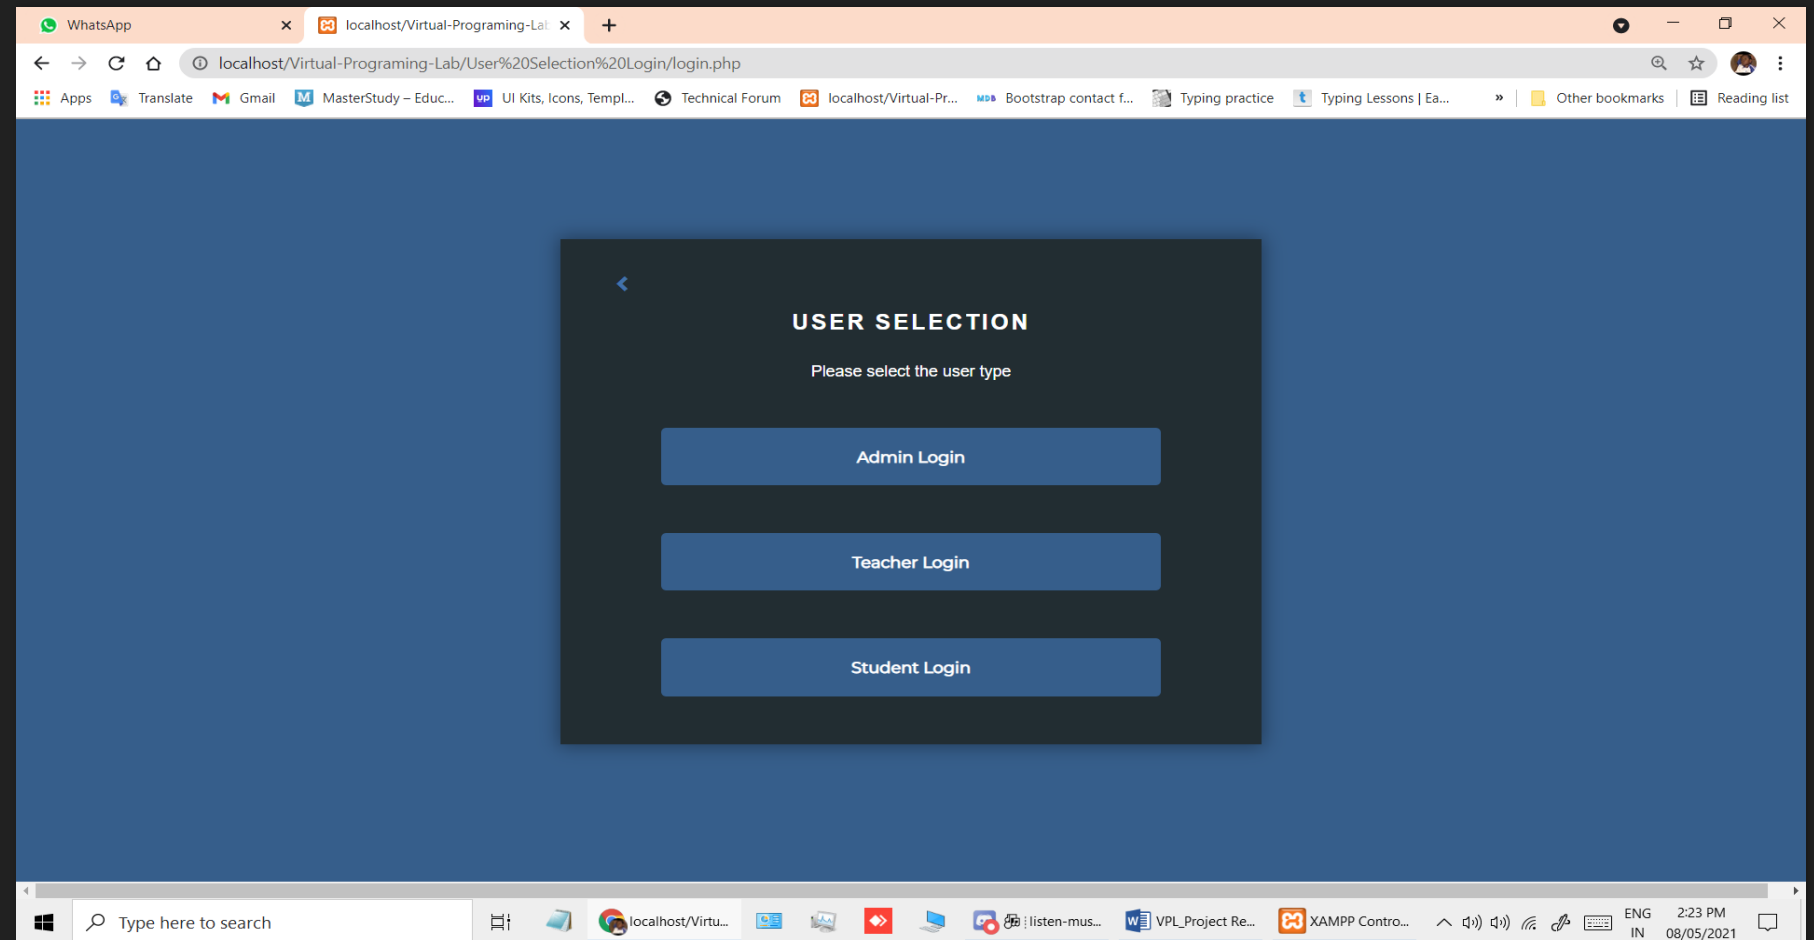 WhatsApp
localhost/Virtual-Programing-Lab
localhost/Virtual-Programing-Lab/User%20Selection%20Login/login.php
Apps Translate Gmail MasterStudy – Educ... UI Kits, Icons, Templ... Technical Forum localhost/Virtual-Pr... MDB Bootstrap contact f... Typing practice t Typing Lessons | Ea... » Other bookmarks Reading list
USER SELECTION
Please select the user type
Admin Login
Teacher Login
Student Login
Type here to search localhost/Virtu... listen-mus... VPL_Project Re... XAMPP Contro... ENG 2:23 PM
IN 08/05/2021